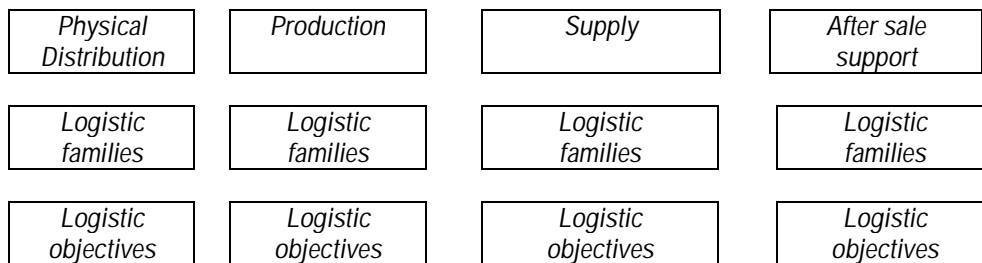 Physical
Distribution
Production
Supply
After sale
support
Logistic
families
Logistic
families
Logistic
families
Logistic
families
Logistic
objectives
Logistic
objectives
Logistic
objectives
Logistic
objectives